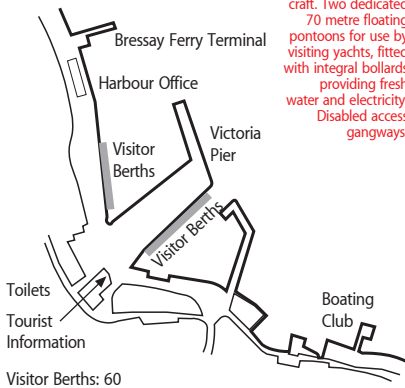 craft. Two dedicated
70 metre floating
pontoons for use by
visiting yachts, fitted
with integral bollards
providing fresh
water and electricity.
Disabled access
gangways
Bressay Ferry Terminal
Harbour Office
Visitor
Berths
Victoria
Pier
Visitor Berths
Toilets
Tourist
Information
Boating
Club
Visitor Berths: 60